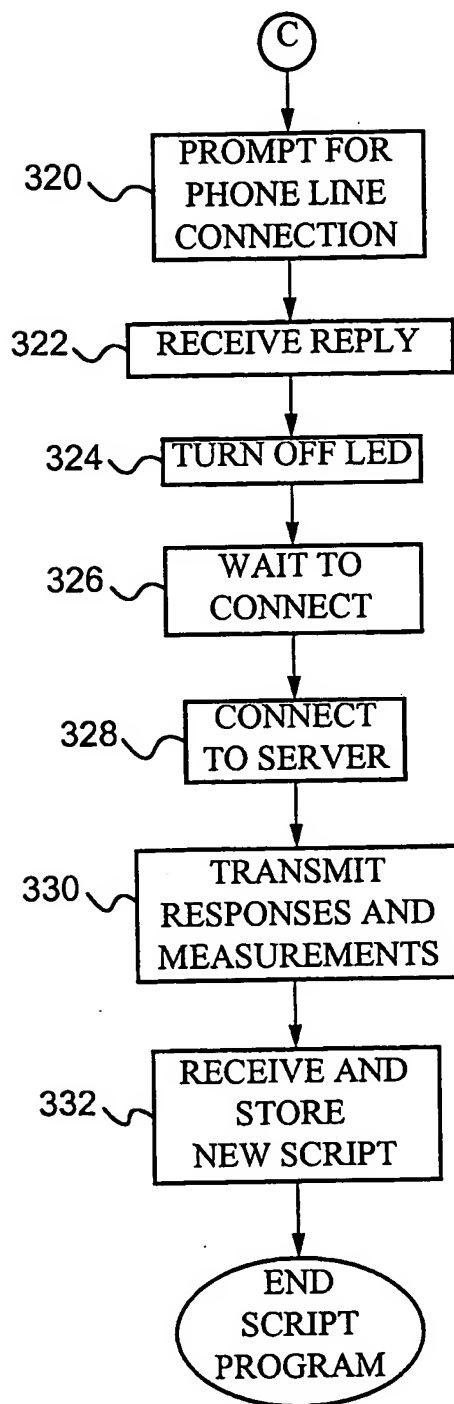 C
320
PROMPT FOR
PHONE LINE
CONNECTION
322
RECEIVE REPLY
324
TURN OFF LED
326
WAIT TO
CONNECT
328
CONNECT
TO SERVER
330
TRANSMIT
RESPONSES AND
MEASUREMENTS
332
RECEIVE AND
STORE
NEW SCRIPT
END
SCRIPT
PROGRAM